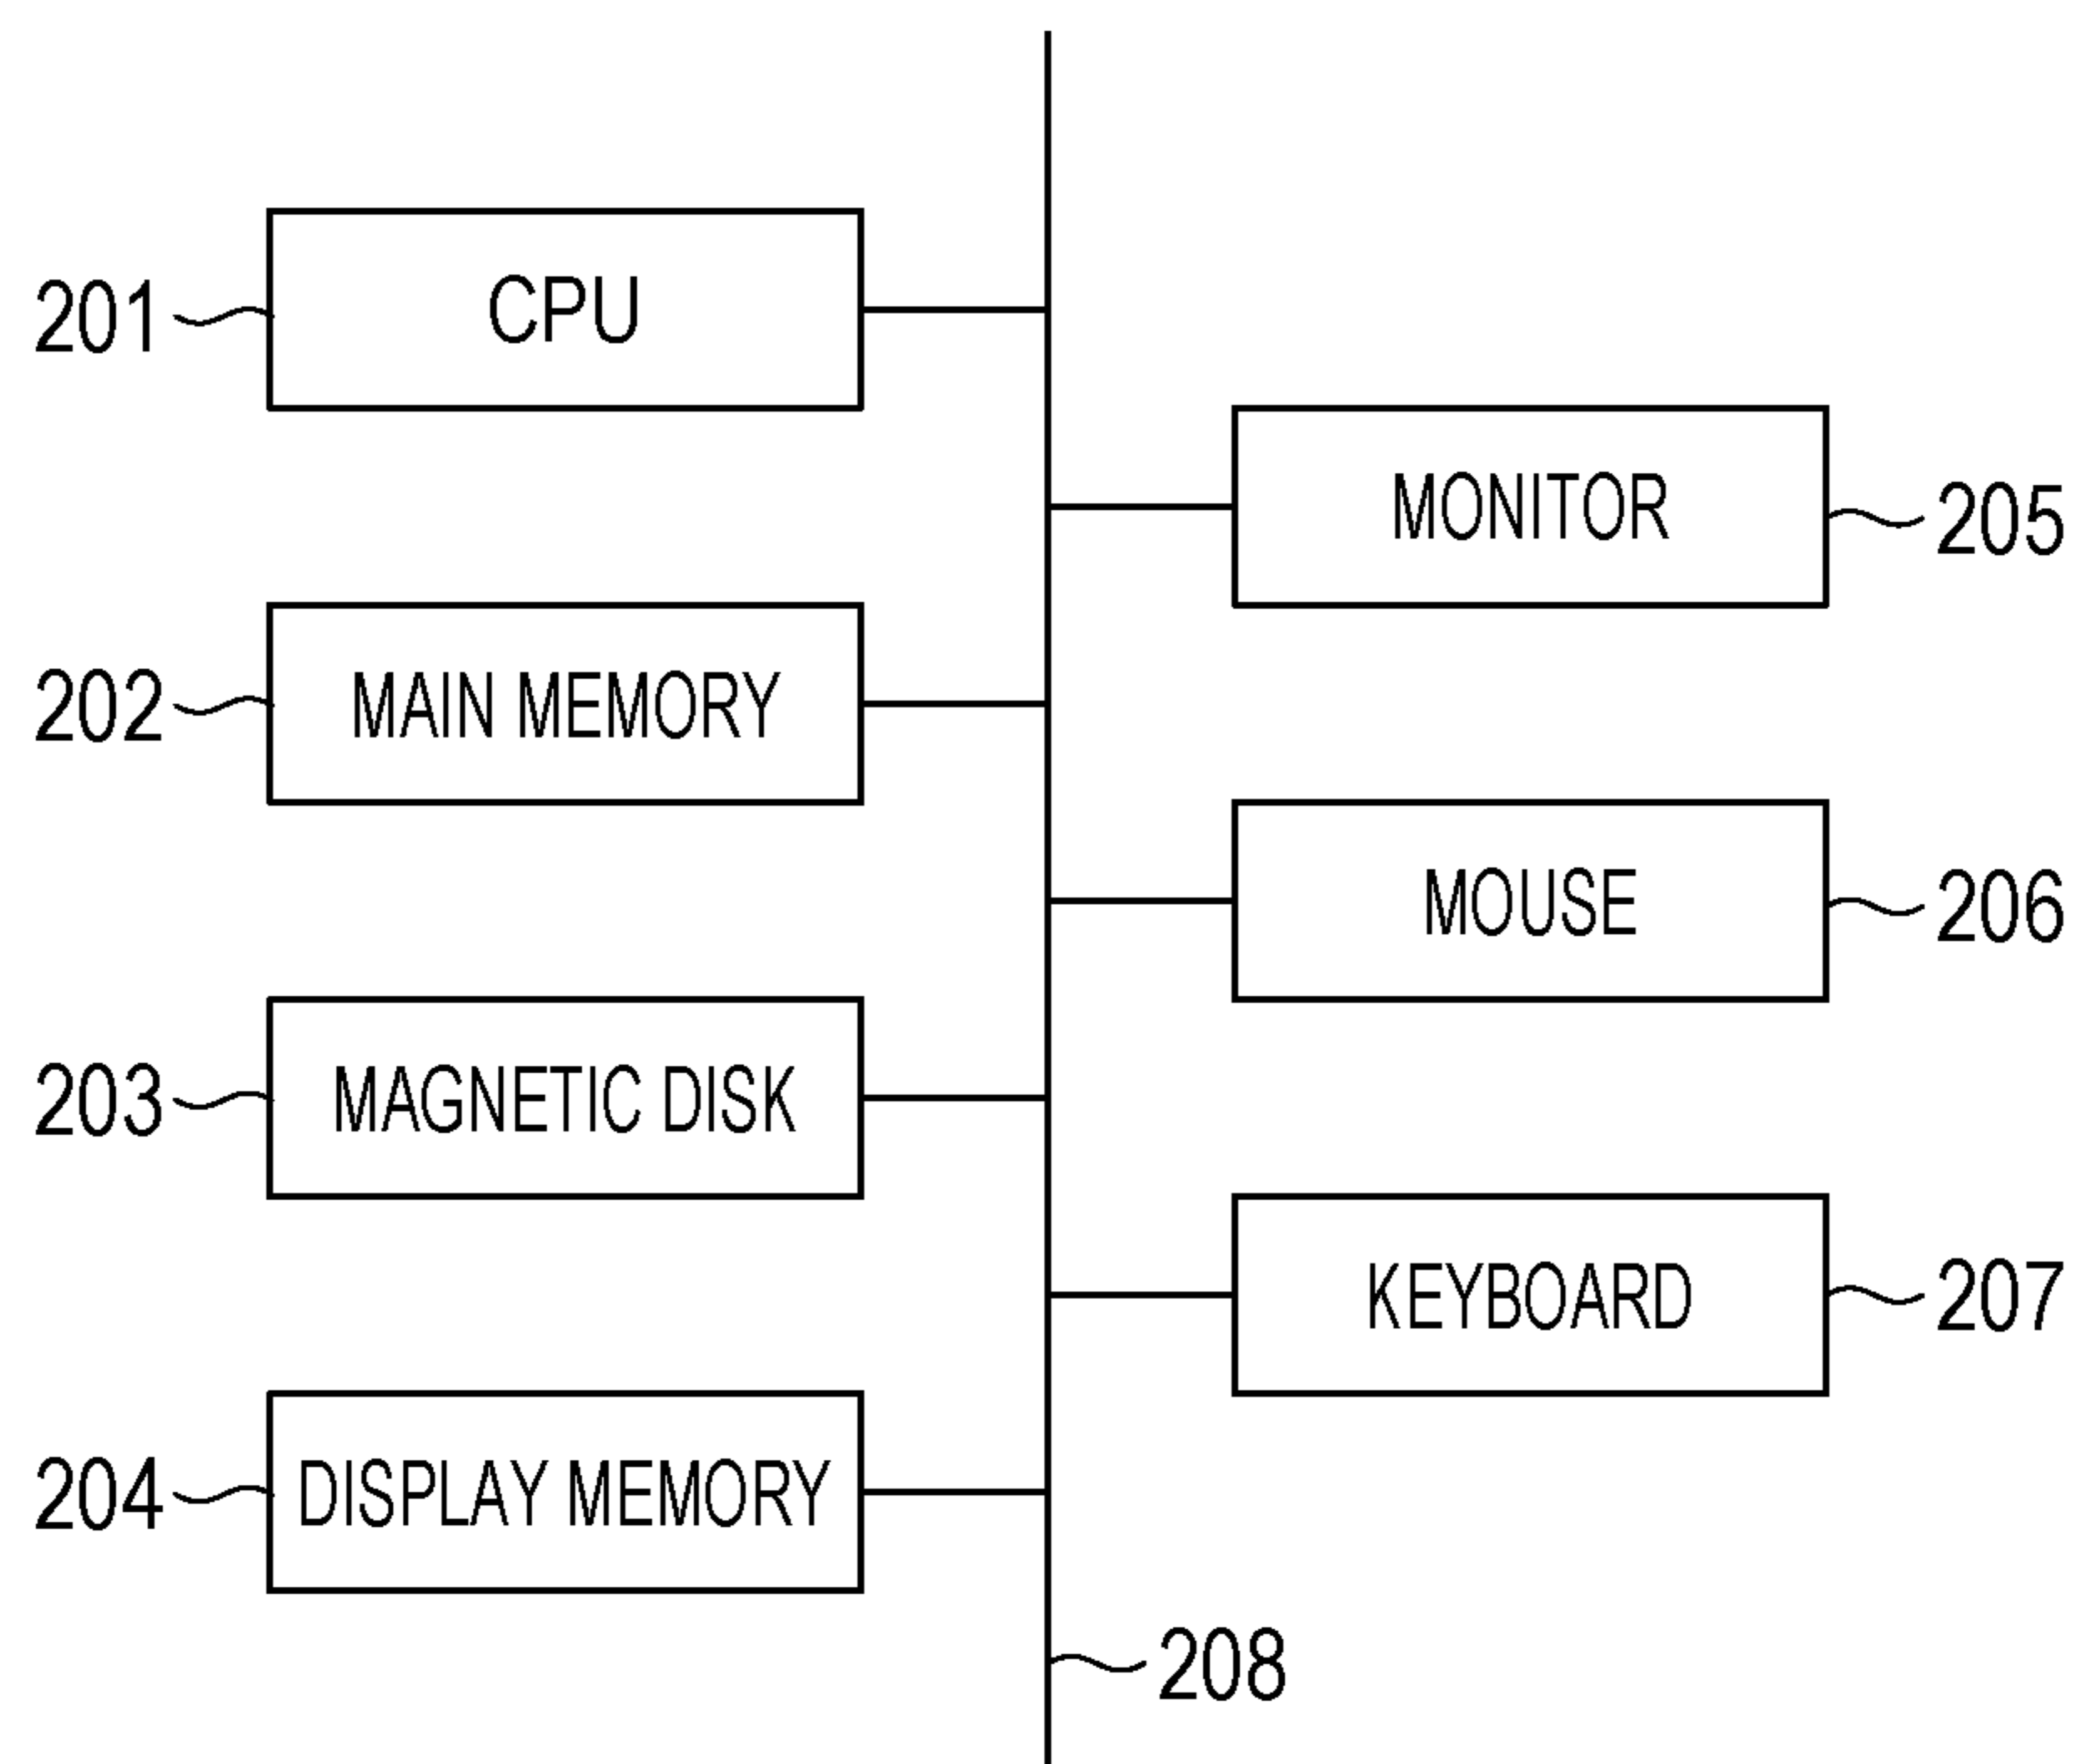 201
CPU
MONITOR
205
202
MAIN MEMORY
MOUSE
206
203
MAGNETIC DISK
KEYBOARD
207
204
DISPLAY MEMORY
208